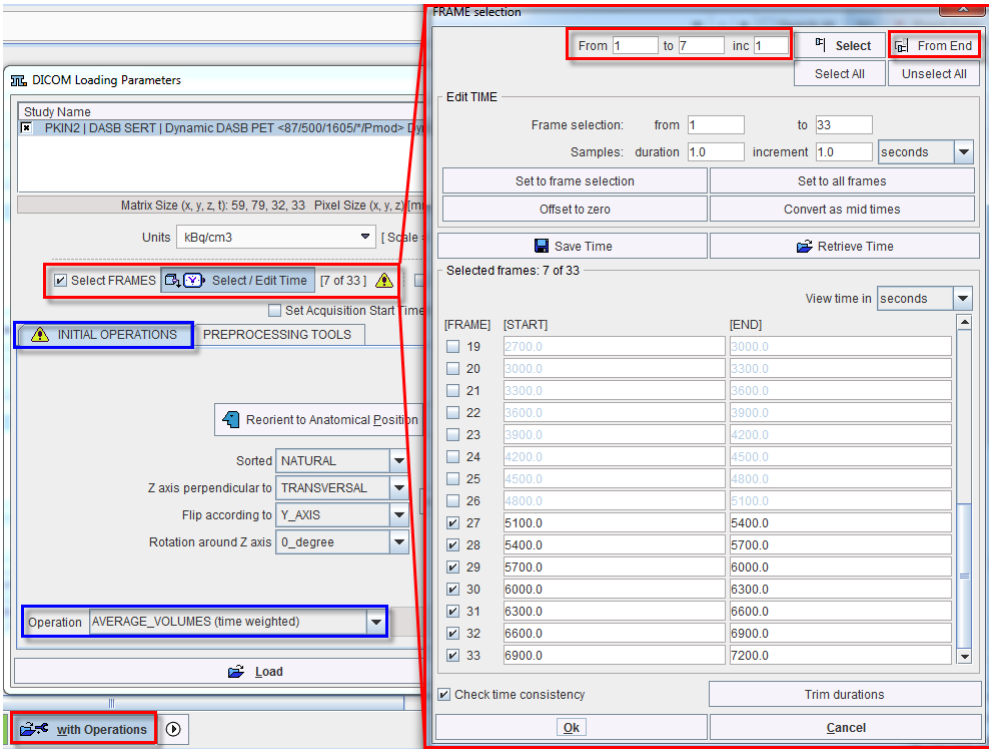 FRAME selection
From 1 to 7 inc 1 Select From End
Select All Unselect All
DICOM Loading Parameters
Study Name
PKIN2 | DASB SERT | Dynamic DASB PET <87/500/1605/*/Pmod>
Matrix Size (x, y, z, t): 59, 79, 32, 33 Pixel Size (x, y, z)
Units kBq/cm3 [ Scale
Select FRAMES Select / Edit Time [7 of 33]
Set Acquisition Start Time
INITIAL OPERATIONS PREPROCESSING TOOLS
Reorient to Anatomical Position
Sorted NATURAL
Z axis perpendicular to TRANSVERSAL
Flip according to Y_AXIS
Rotation around Z axis 0_degree
Operation AVERAGE_VOLUMES (time weighted)
Load
with Operations
Edit TIME
Frame selection: from 1 to 33
Samples: duration 1.0 increment 1.0 seconds
Set to frame selection Set to all frames
Offset to zero Convert as mid times
Save Time Retrieve Time
Selected frames: 7 of 33
View time in seconds
[FRAME] [START] [END]
19 2700.0 3000.0
20 3000.0 3300.0
21 3300.0 3600.0
22 3600.0 3900.0
23 3900.0 4200.0
24 4200.0 4500.0
25 4500.0 4800.0
26 4800.0 5100.0
27 5100.0 5400.0
28 5400.0 5700.0
29 5700.0 6000.0
30 6000.0 6300.0
31 6300.0 6600.0
32 6600.0 6900.0
33 6900.0 7200.0
Check time consistency Trim durations
Ok Cancel